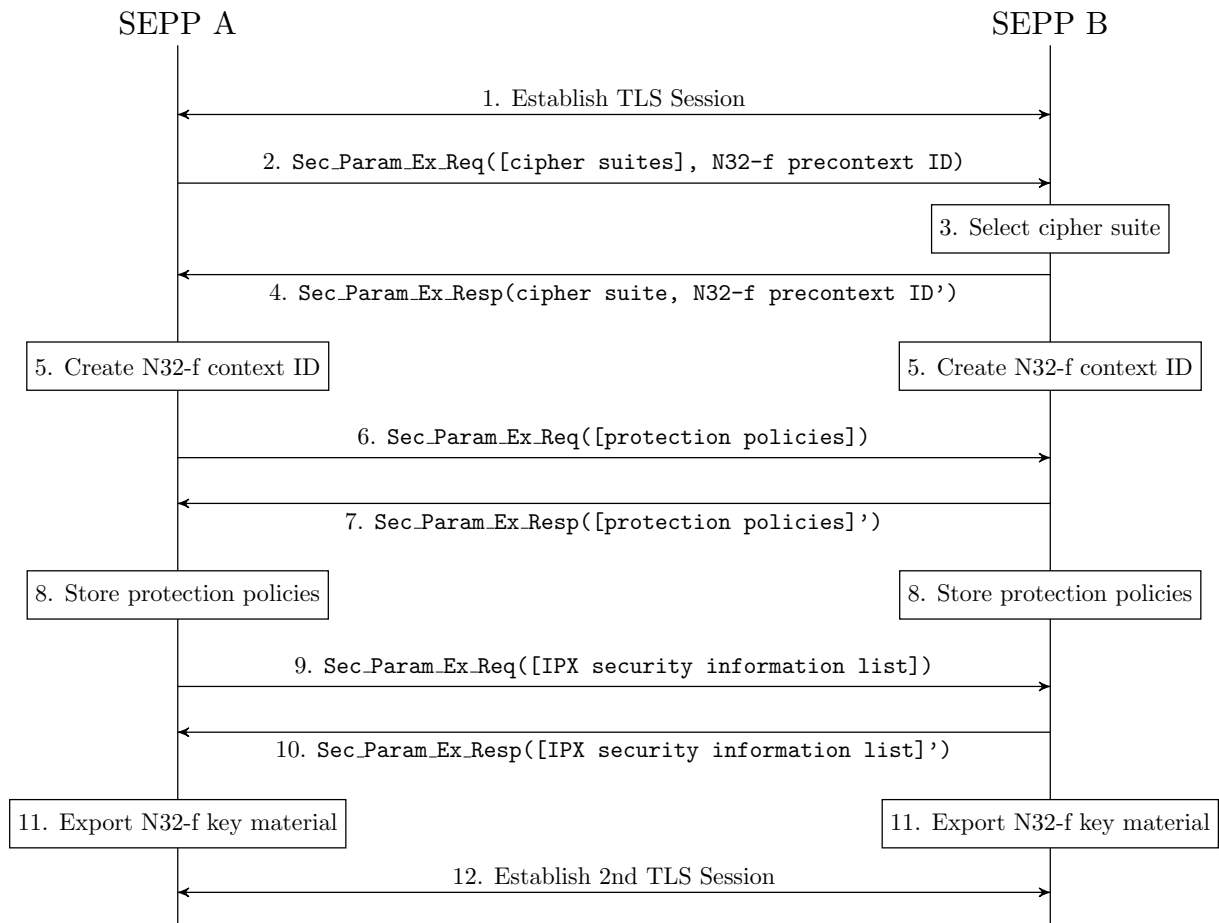 SEPP A
SEPP B
1. Establish TLS Session
2. Sec_Param_Ex_Req([cipher suites], N32-f precontext ID)
3. Select cipher suite
4. Sec_Param_Ex_Resp(cipher suite, N32-f precontext ID')
5. Create N32-f context ID
5. Create N32-f context ID
6. Sec_Param_Ex_Req([protection policies])
7. Sec_Param_Ex_Resp([protection policies]')
8. Store protection policies
8. Store protection policies
9. Sec_Param_Ex_Req([IPX security information list])
10. Sec_Param_Ex_Resp([IPX security information list]')
11. Export N32-f key material
11. Export N32-f key material
12. Establish 2nd TLS Session